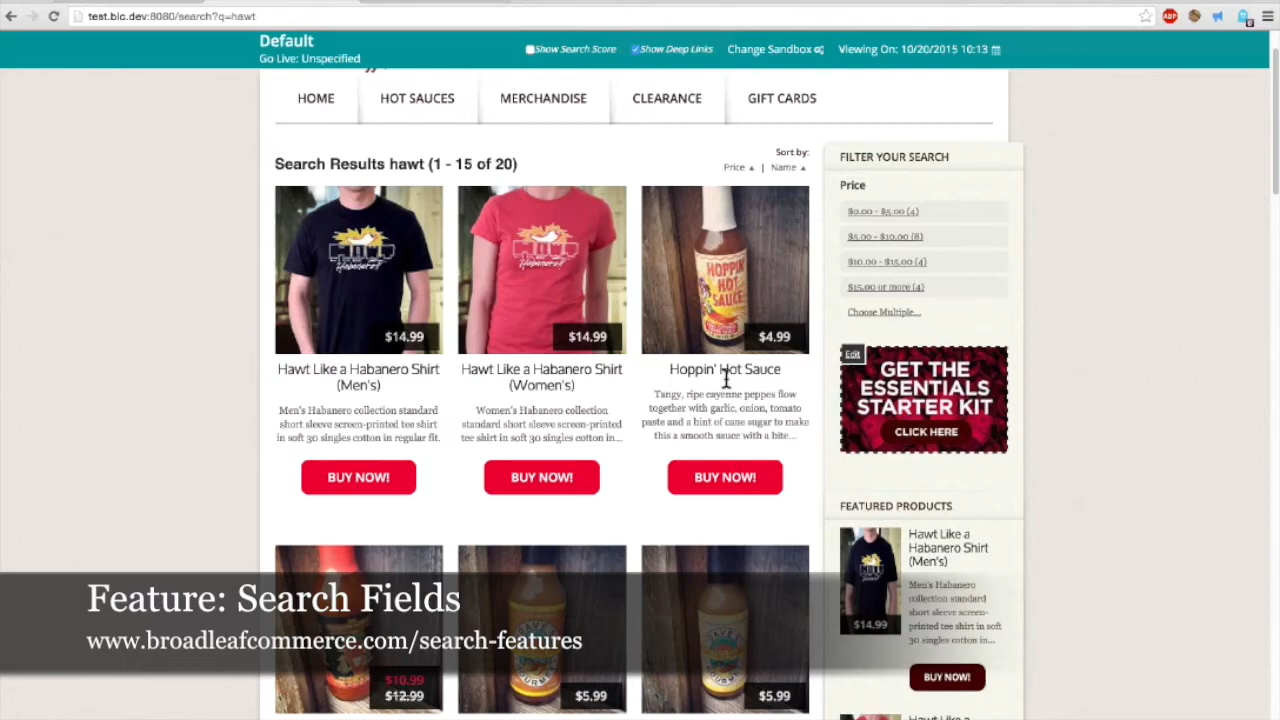 test.blc.dev:8080/search?q=hawt
ABP
Default
Go Live: Unspecified
Show Search Score
Show Deep Links
Change Sandbox
Viewing On: 10/20/2015 10:13
HOME
HOT SAUCES
MERCHANDISE
CLEARANCE
GIFT CARDS
Search Results hawt (1 - 15 of 20)
Sort by:
Price ▲ | Name ▲
$14.99
Hawt Like a Habanero Shirt
(Men's)
Men's Habanero collection standard
short sleeve screen-printed tee shirt
in soft 30 singles cotton in regular fit.
BUY NOW!
$14.99
Hawt Like a Habanero Shirt
(Women's)
Women's Habanero collection
standard short sleeve screen-printed
tee shirt in soft 30 singles cotton in...
BUY NOW!
HOPPIN'
HOT
SAUCE
$4.99
Hoppin' Hot Sauce
Tangy, ripe cayenne peppes flow
together with garlic, onion, tomato
paste and a hint of cane sugar to make
this a smooth sauce with a bite...
BUY NOW!
$10.99
$12.99
$5.99
$5.99
FILTER YOUR SEARCH
Price
$0.00 - $5.00 (4)
$5.00 - $10.00 (8)
$10.00 - $15.00 (4)
$15.00 or more (4)
Choose Multiple...
Edit
GET THE
ESSENTIALS
STARTER KIT
CLICK HERE
FEATURED PRODUCTS
$14.99
Hawt Like a
Habanero Shirt
(Men's)
Men's Habanero
collection standard
short sleeve screen-
printed tee shirt in soft
30 singles cotton in...
BUY NOW!
Hawt Like a
Feature: Search Fields
www.broadleafcommerce.com/search-features